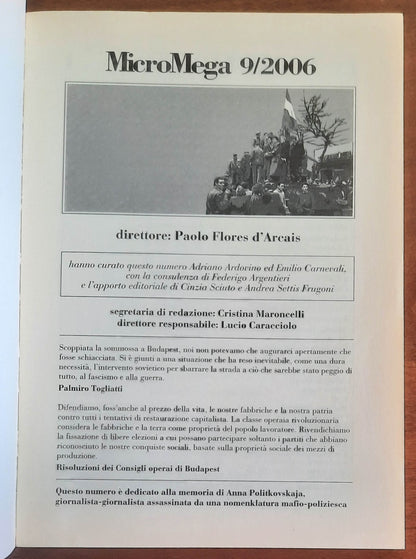 MicroMega 9/2006
direttore: Paolo Flores d'Arcais
hanno curato questo numero Adriano Ardovino ed Emilio Carnevali,
con la consulenza di Federigo Argentieri
e l'apporto editoriale di Cinzia Sciuto e Andrea Settis Frugoni
segretaria di redazione: Cristina Maroncelli
direttore responsabile: Lucio Caracciolo
Scoppiata la sommossa a Budapest, noi non potevamo che augurarci apertamente che
fosse schiacciata. Si è giunti a una situazione che ha reso inevitabile, come una dura
necessità, l'intervento sovietico per sbarrare la strada a ciò che sarebbe stato peggio di
tutto, al fascismo e alla guerra.
Palmiro Togliatti
Difendiamo, foss'anche al prezzo della vita, le nostre fabbriche e la nostra patria
contro tutti i tentativi di restaurazione capitalista. La classe operaia rivoluzionaria
considera le fabbriche e la terra come proprietà del popolo lavoratore. Rivendichiamo
la fissazione di libere elezioni a cui possano partecipare soltanto i partiti che abbiano
riconosciuto le nostre conquiste sociali, basate sulla proprietà sociale dei mezzi di
produzione.
Risoluzioni dei Consigli operai di Budapest
Questo numero è dedicato alla memoria di Anna Politkovskaja,
giornalista-giornalista assassinata da una nomenklatura mafio-poliziesca